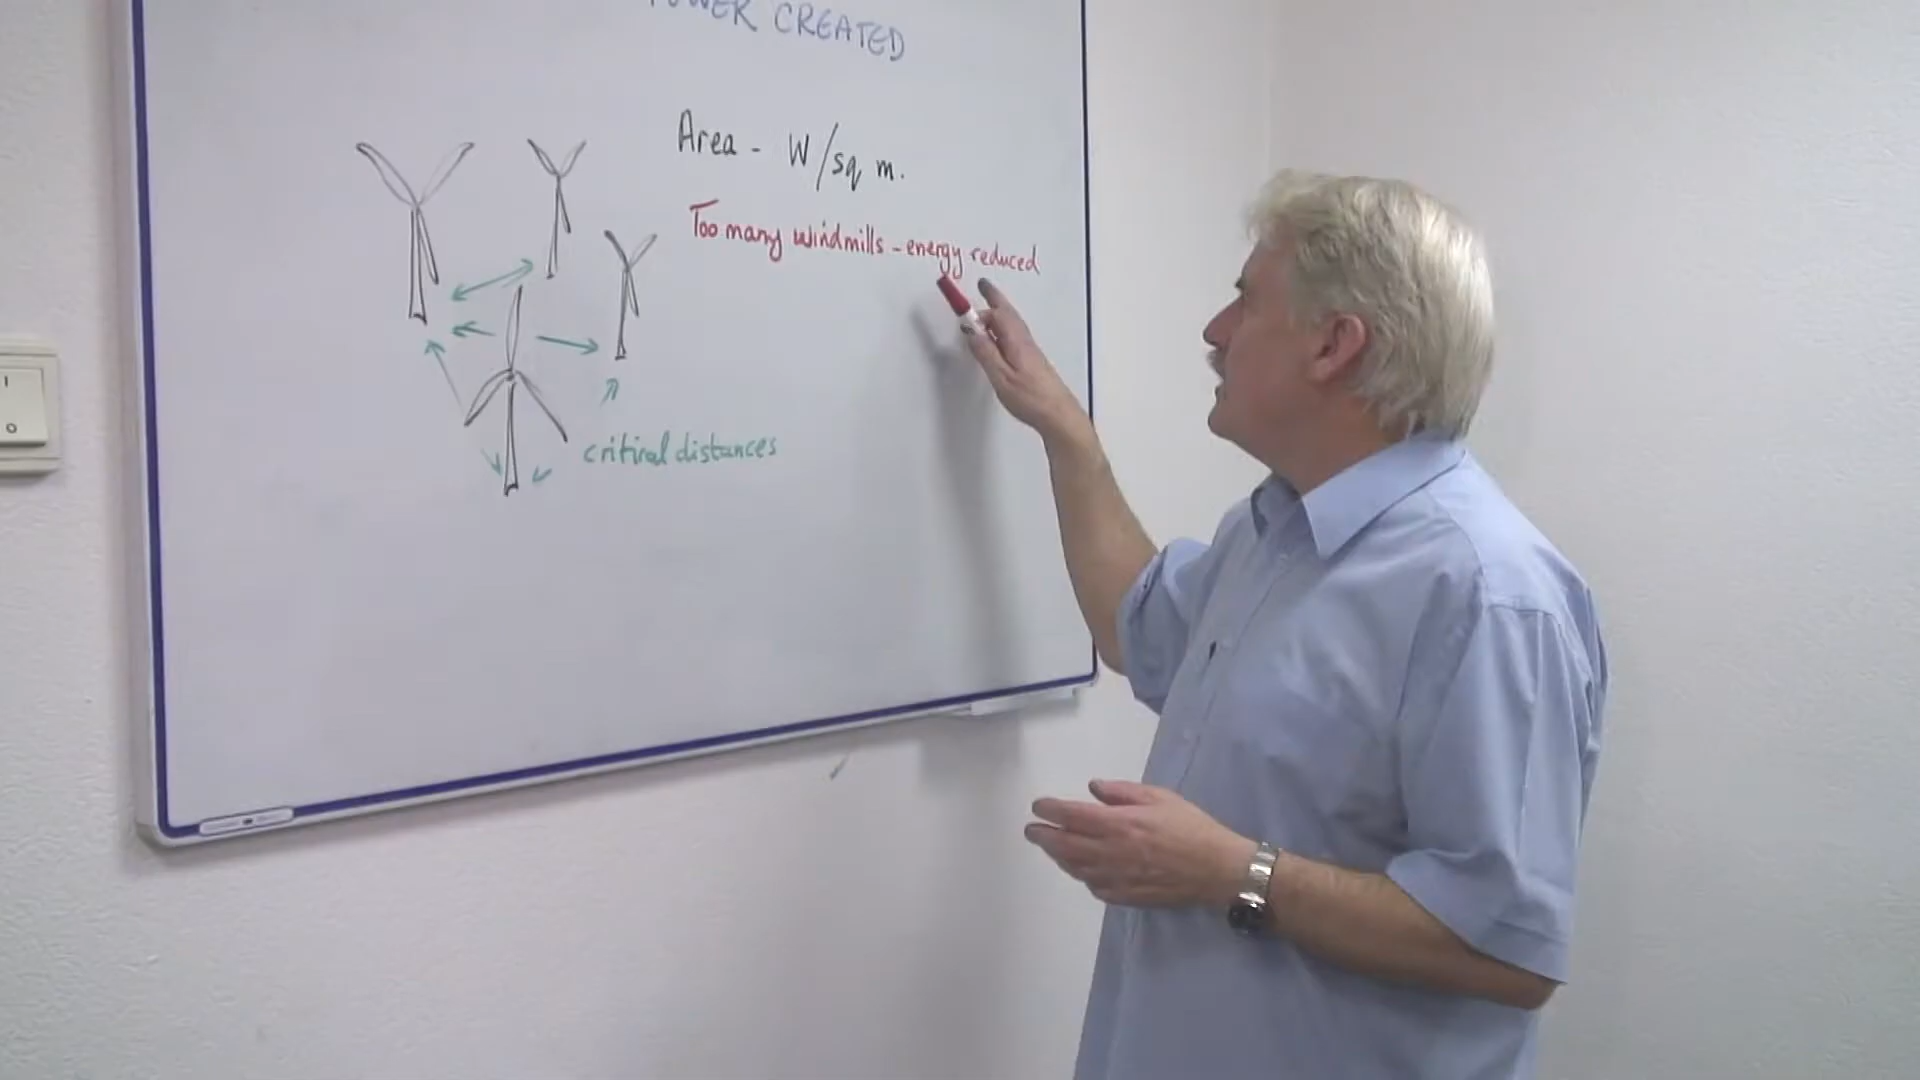 POWER CREATED
Area - W/sq m.
Too many windmills - energy reduced
critical distances
I
O